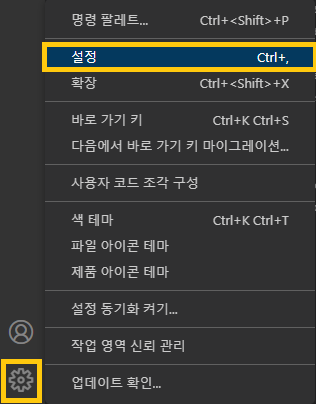 명령 팔레트... Ctrl+<Shift>+P
설정 Ctrl+,
확장 Ctrl+<Shift>+X
바로 가기 키 Ctrl+K Ctrl+S
다음에서 바로 가기 키 마이그레이션...
사용자 코드 조각 구성
색 테마 Ctrl+K Ctrl+T
파일 아이콘 테마
제품 아이콘 테마
설정 동기화 켜기...
작업 영역 신뢰 관리
업데이트 확인...